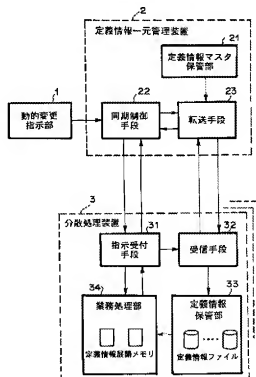 2
定義情報一元管理装置
21
定義情報マスタ
保管部
1
22
23
動的変更
指示部
同期制御
手段
転送手段
3
分散処理装置
31
32
指示受付
手段
受信手段
34
33
業務処理部
定義情報
保管部
定義情報展開メモリ
定義情報ファイル